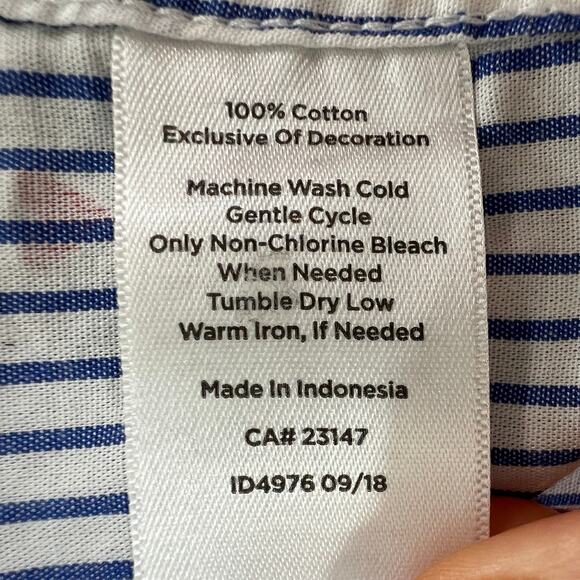 100% Cotton
Exclusive Of Decoration
Machine Wash Cold
Gentle Cycle
Only Non-Chlorine Bleach
When Needed
Tumble Dry Low
Warm Iron, If Needed
Made In Indonesia
CA# 23147
ID4976 09/18